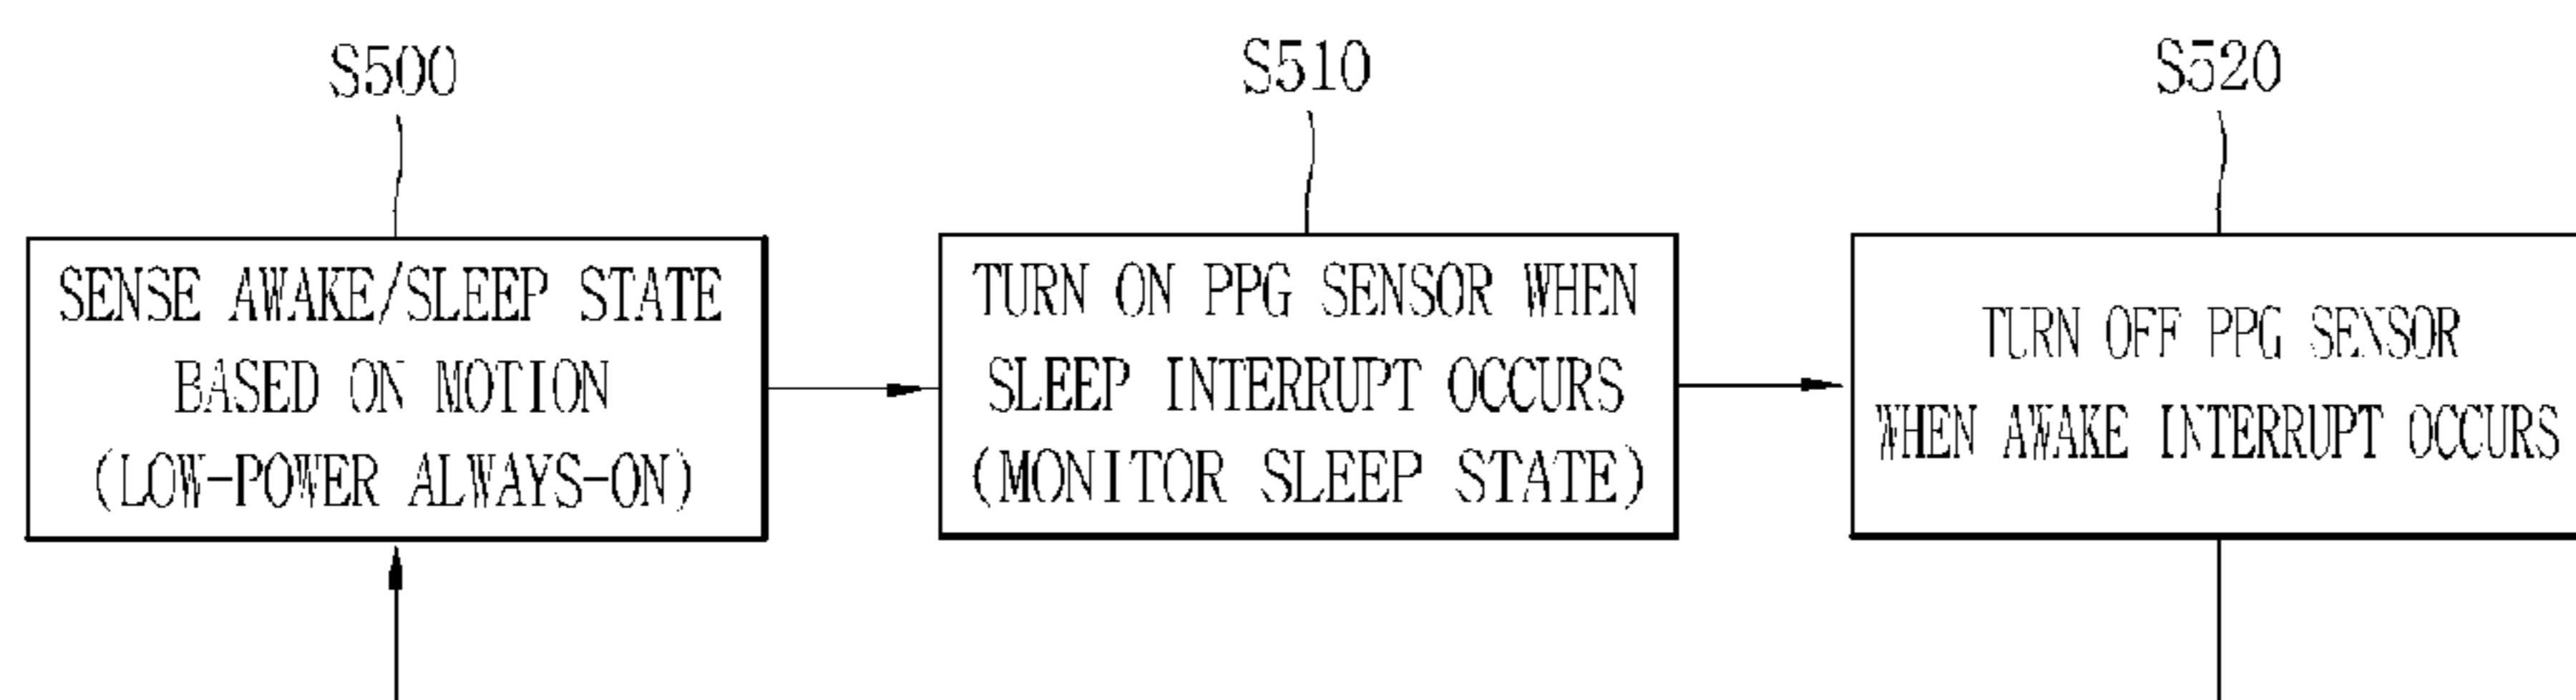 S500
SENSE AWAKE/SLEEP STATE
BASED ON MOTION
(LOW-POWER ALWAYS-ON)
S510
TURN ON PPG SENSOR WHEN
SLEEP INTERRUPT OCCURS
(MONITOR SLEEP STATE)
S520
TURN OFF PPG SENSOR
WHEN AWAKE INTERRUPT OCCURS